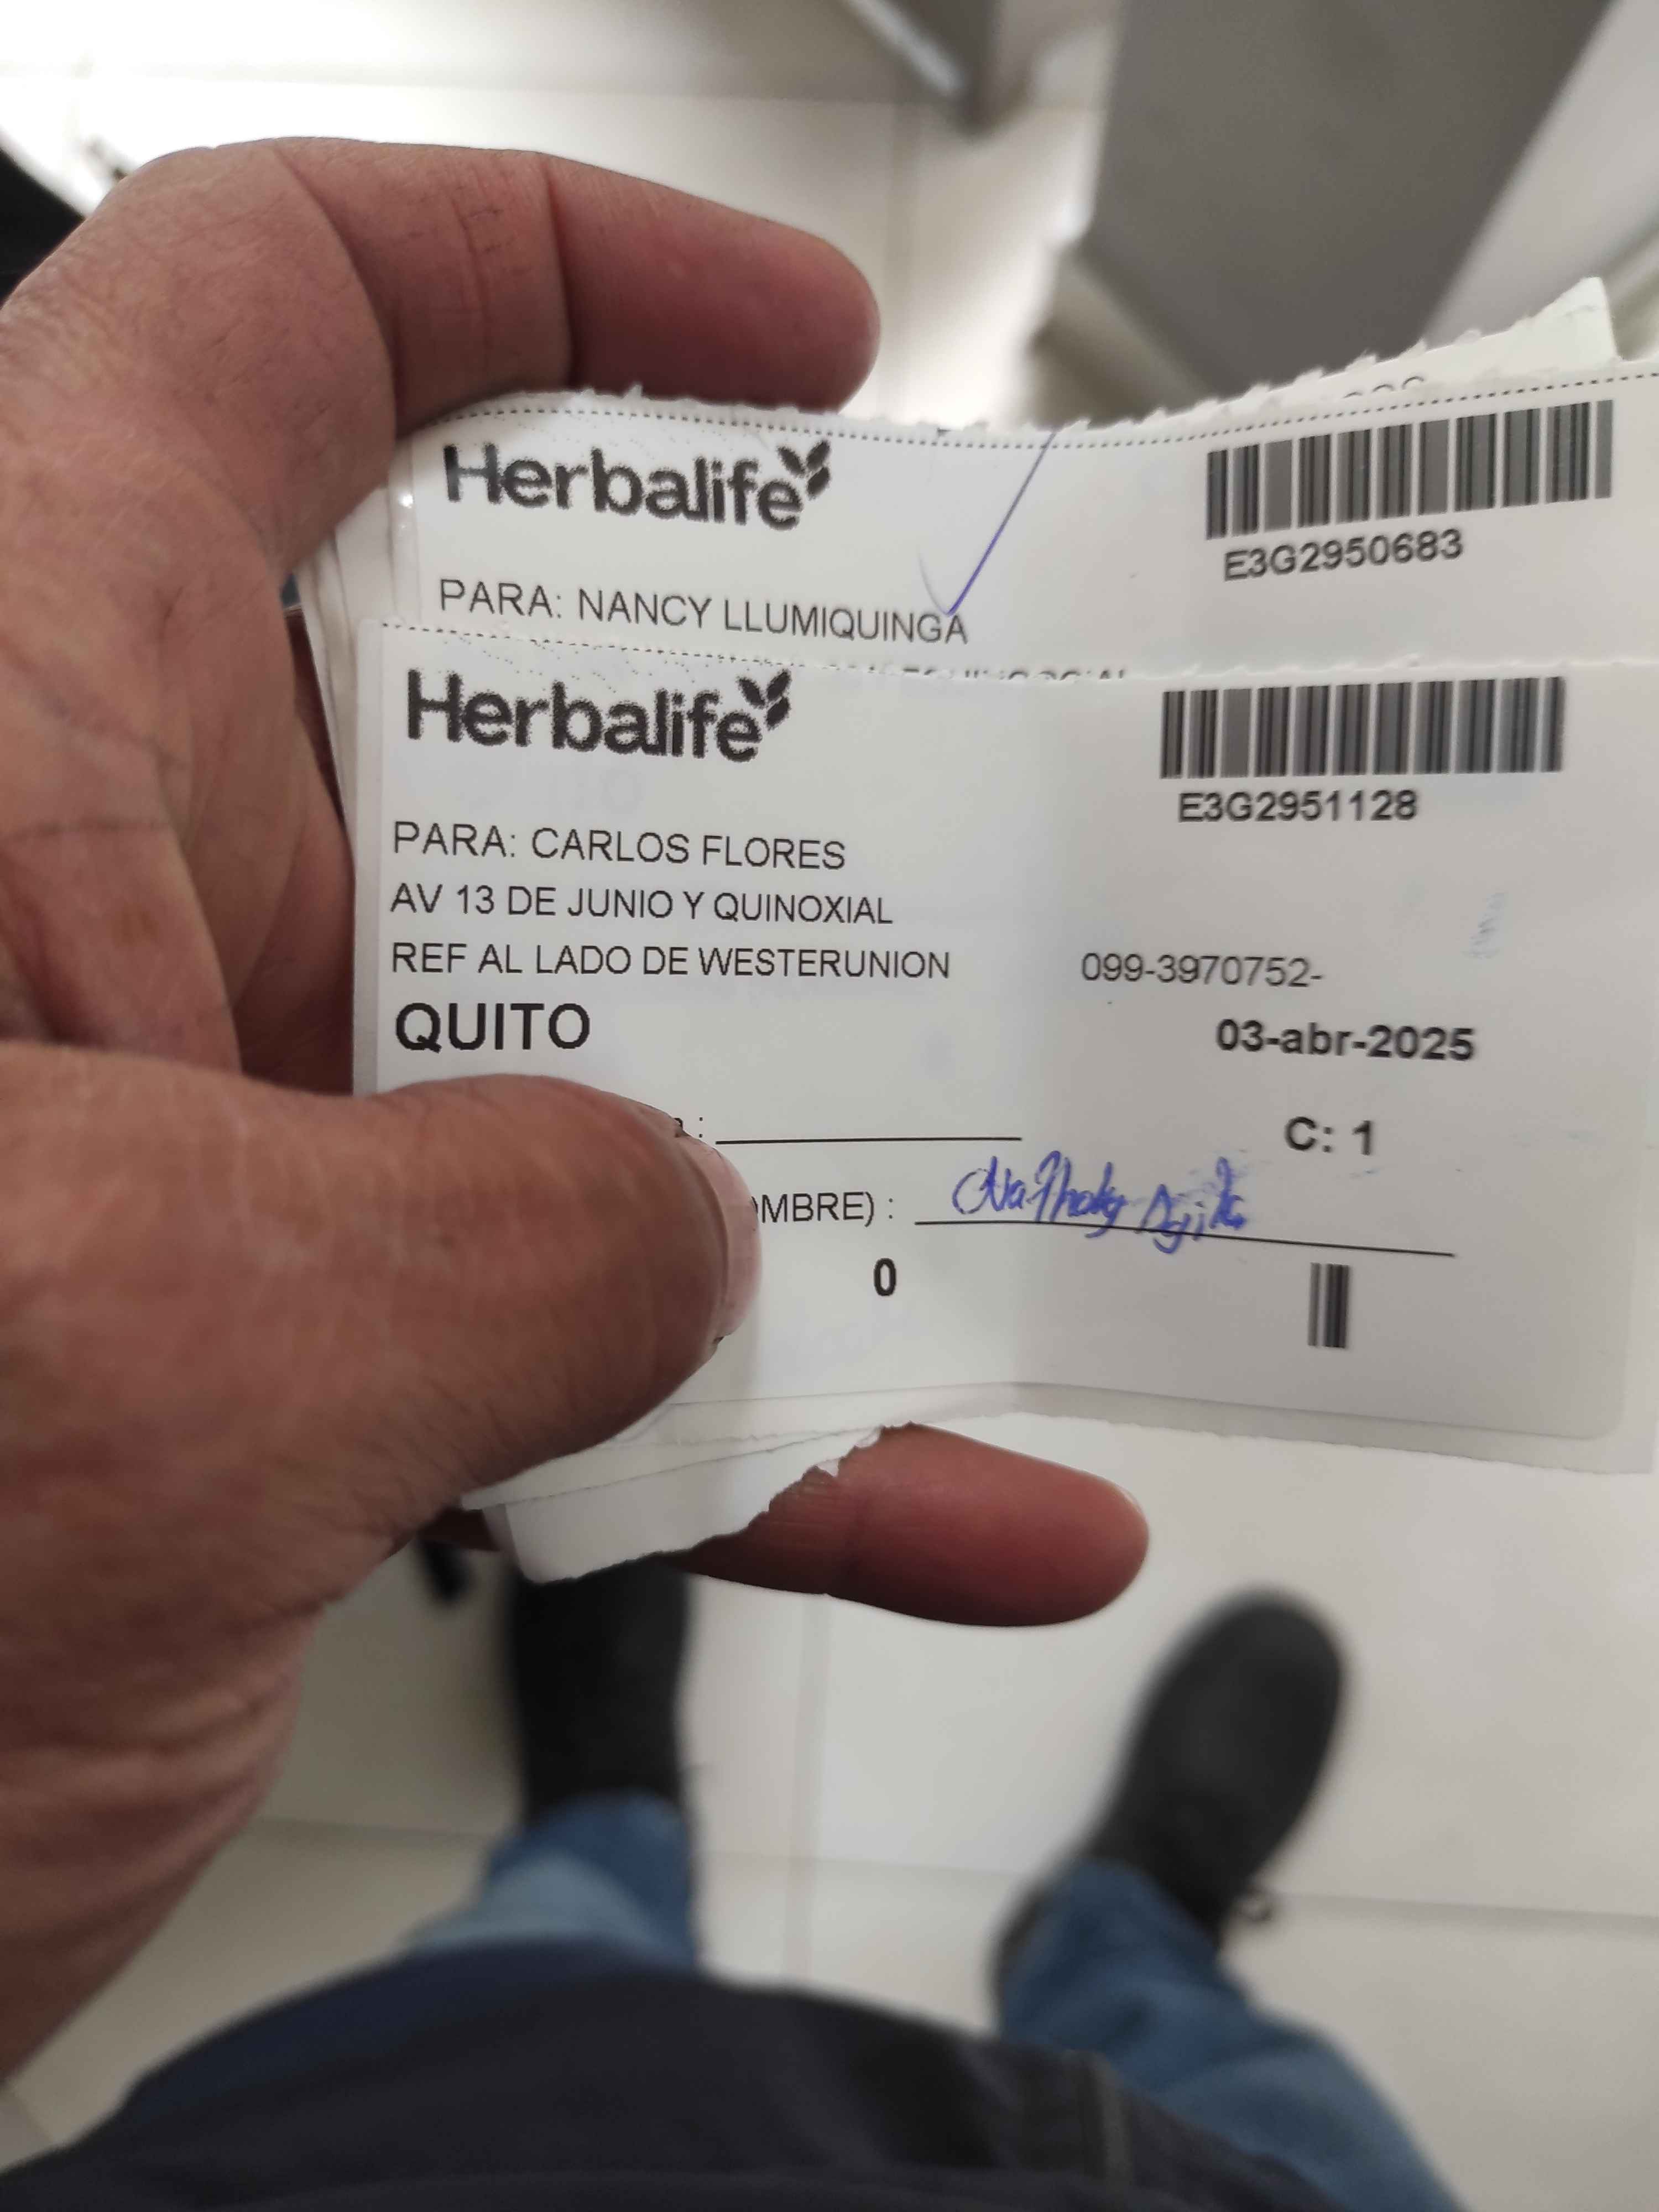 Herbalife
E3G2950683
PARA: NANCY LLUMIQUINGA
Herbalife
E3G2951128
PARA: CARLOS FLORES
AV 13 DE JUNIO Y QUINOXIAL
REF AL LADO DE WESTERUNION 099-3970752-
QUITO 03-abr-2025
C: 1
OMBRE) :
0